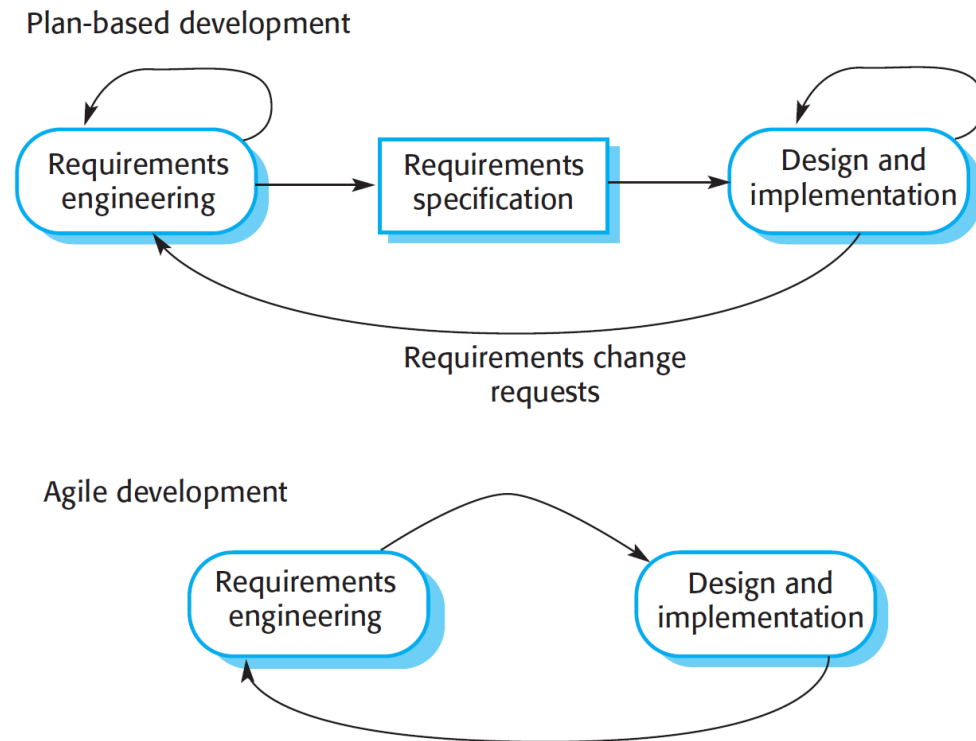 Plan-based development
Requirements
engineering
Requirements
specification
Design and
implementation
Requirements change
requests
Agile development
Requirements
engineering
Design and
implementation